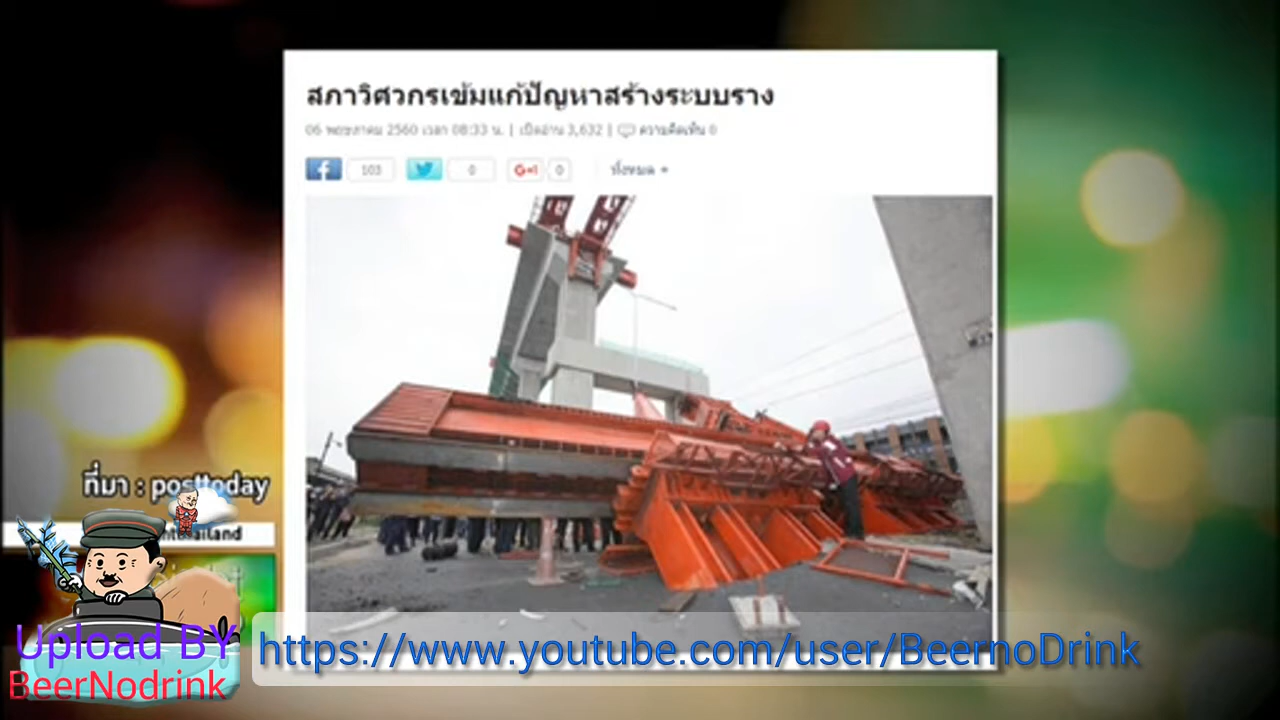 สภาวิศวกรเข้มแก้ปัญหาสร้างระบบราง
06 พฤษภาคม 2560 เวลา 08:33 น. | เปิดอ่าน 3,632 | ความคิดเห็น 0
103 0 G+1 0 ทั้งหมด
ที่มา : posttoday
Upload BY
BeerNodrink
https://www.youtube.com/user/BeernoDrink